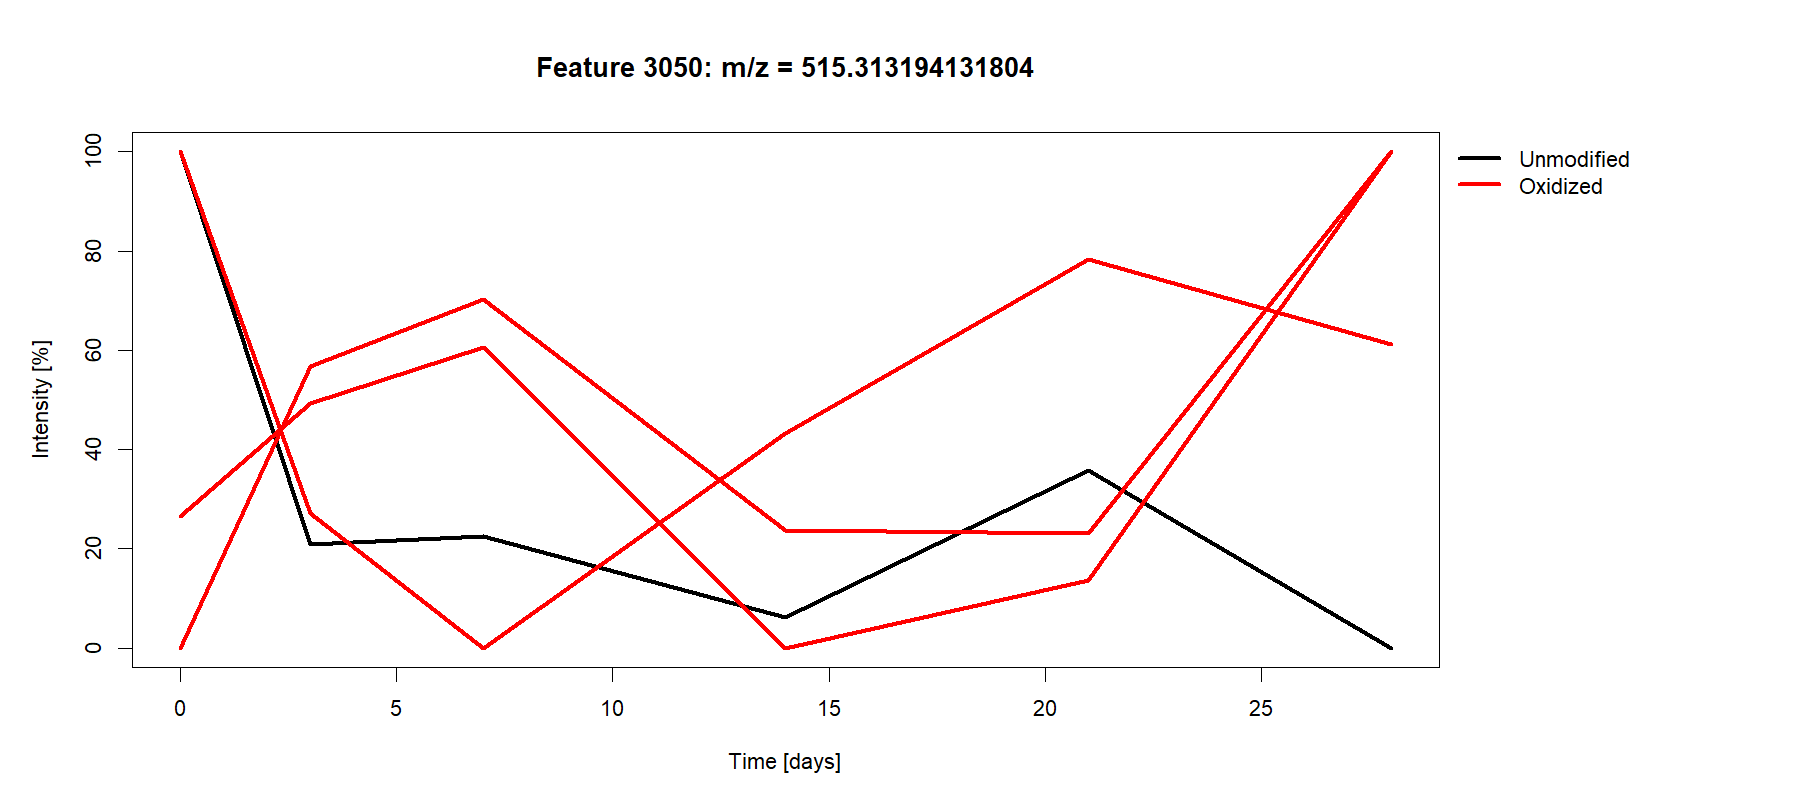 Feature 3050: m/z = 515.313194131804
Unmodified
Oxidized
Intensity [%]
100
80
60
40
20
0
0 5 10 15 20 25
Time [days]